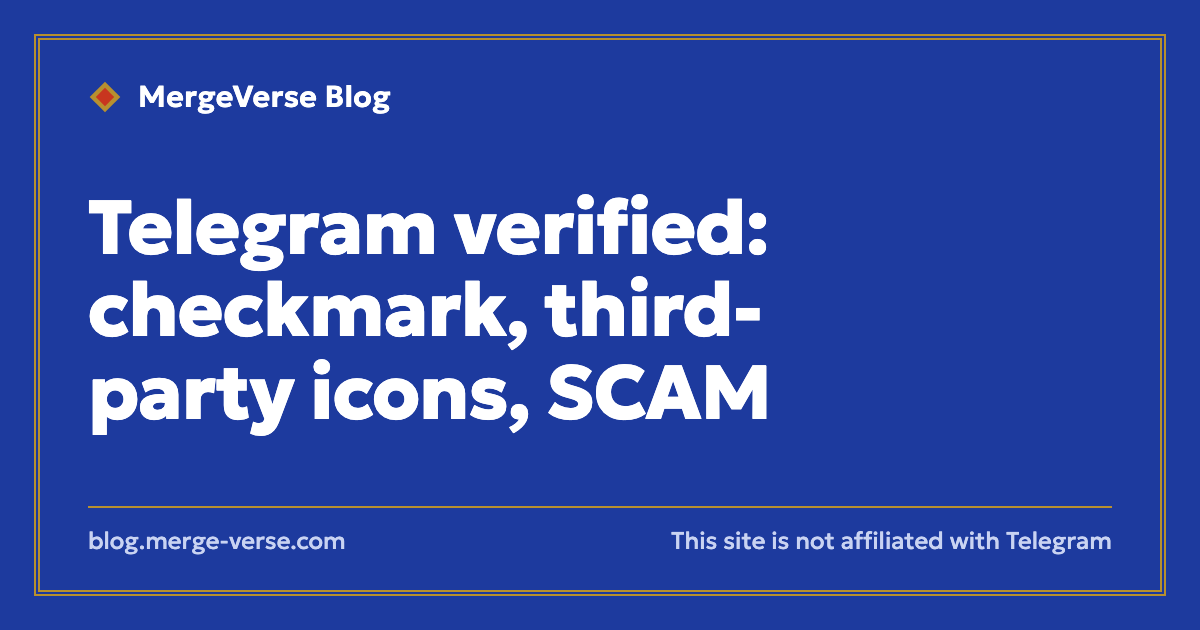 MergeVerse Blog
Telegram verified:
checkmark, third-
party icons, SCAM
blog.merge-verse.com
This site is not affiliated with Telegram